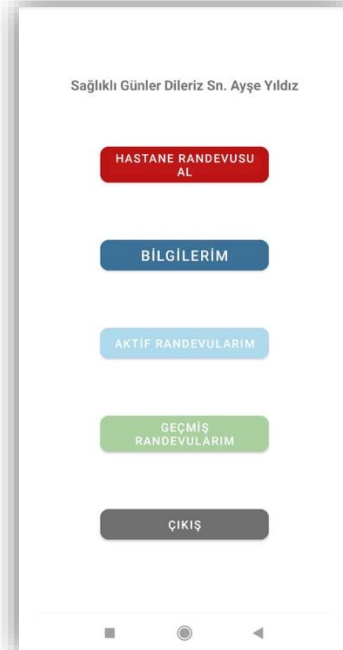 Sağlıklı Günler Dileriz Sn. Ayşe Yıldız
HASTANE RANDEVUSU
AL
BİLGİLERİM
AKTİF RANDEVULARIM
GEÇMİŞ
RANDEVULARIM
ÇIKIŞ